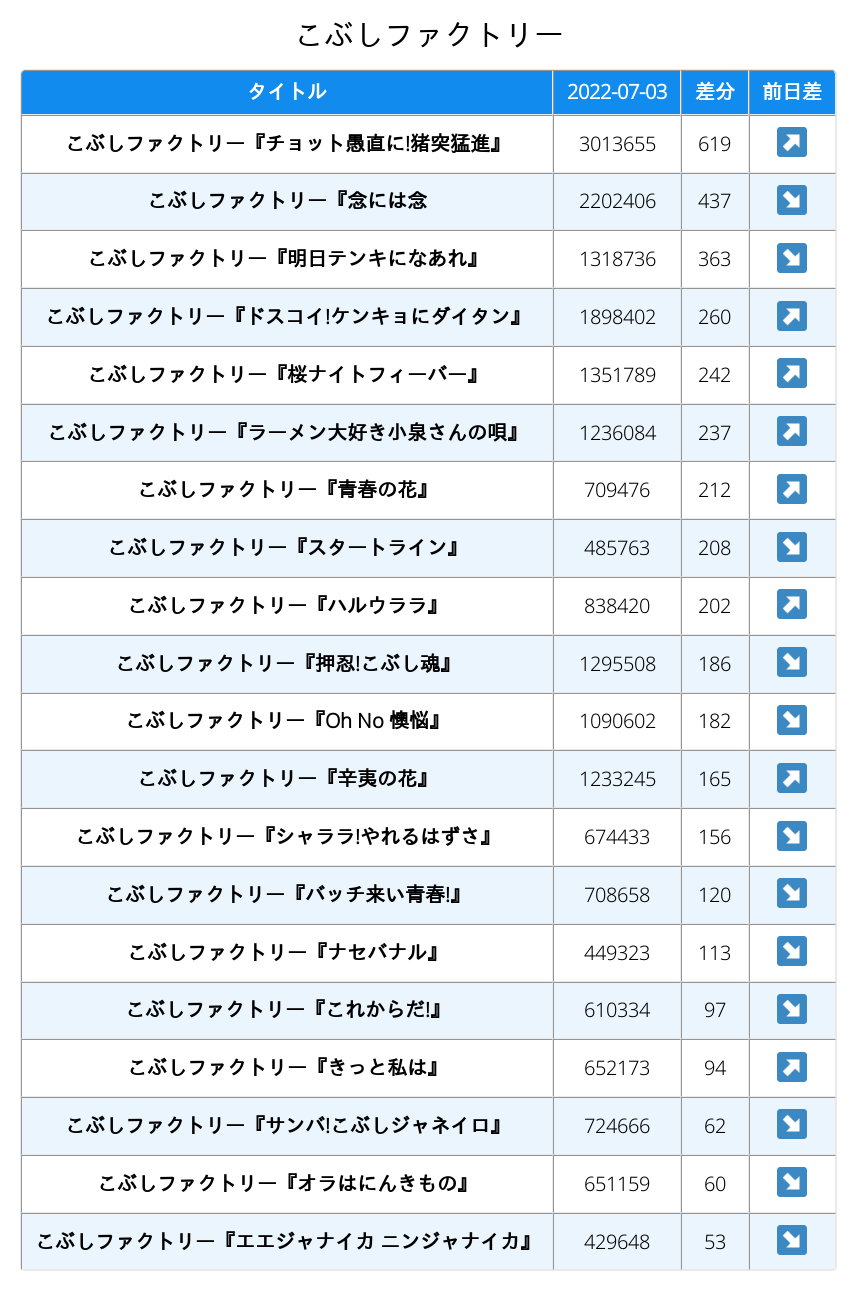 こぶしファクトリー
タイトル 2022-07-03 差分 前日差
こぶしファクトリー『チョット愚直に!猪突猛進』 3013655 619
こぶしファクトリー『念には念 2202406 437
こぶしファクトリー『明日テンキになあれ』 1318736 363
こぶしファクトリー『ドスコイ!ケンキョにダイタン』 1898402 260
こぶしファクトリー『桜ナイトフィーバー』 1351789 242
こぶしファクトリー『ラーメン大好き小泉さんの唄』 1236084 237
こぶしファクトリー『青春の花』 709476 212
こぶしファクトリー『スタートライン』 485763 208
こぶしファクトリー『ハルウララ』 838420 202
こぶしファクトリー『押忍!こぶし魂』 1295508 186
こぶしファクトリー『Oh No 懊悩』 1090602 182
こぶしファクトリー『辛夷の花』 1233245 165
こぶしファクトリー『シャララ!やれるはずさ』 674433 156
こぶしファクトリー『バッチ来い青春!』 708658 120
こぶしファクトリー『ナセバナル』 449323 113
こぶしファクトリー『これからだ!』 610334 97
こぶしファクトリー『きっと私は』 652173 94
こぶしファクトリー『サンバ!こぶしジャネイロ』 724666 62
こぶしファクトリー『オラはにんきもの』 651159 60
こぶしファクトリー『エエジャナイカ ニンジャナイカ』 429648 53